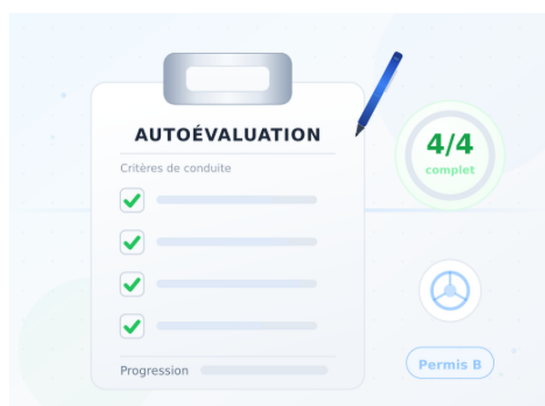 AUTOÉVALUATION
Critères de conduite
Progression
4/4
complet
Permis B